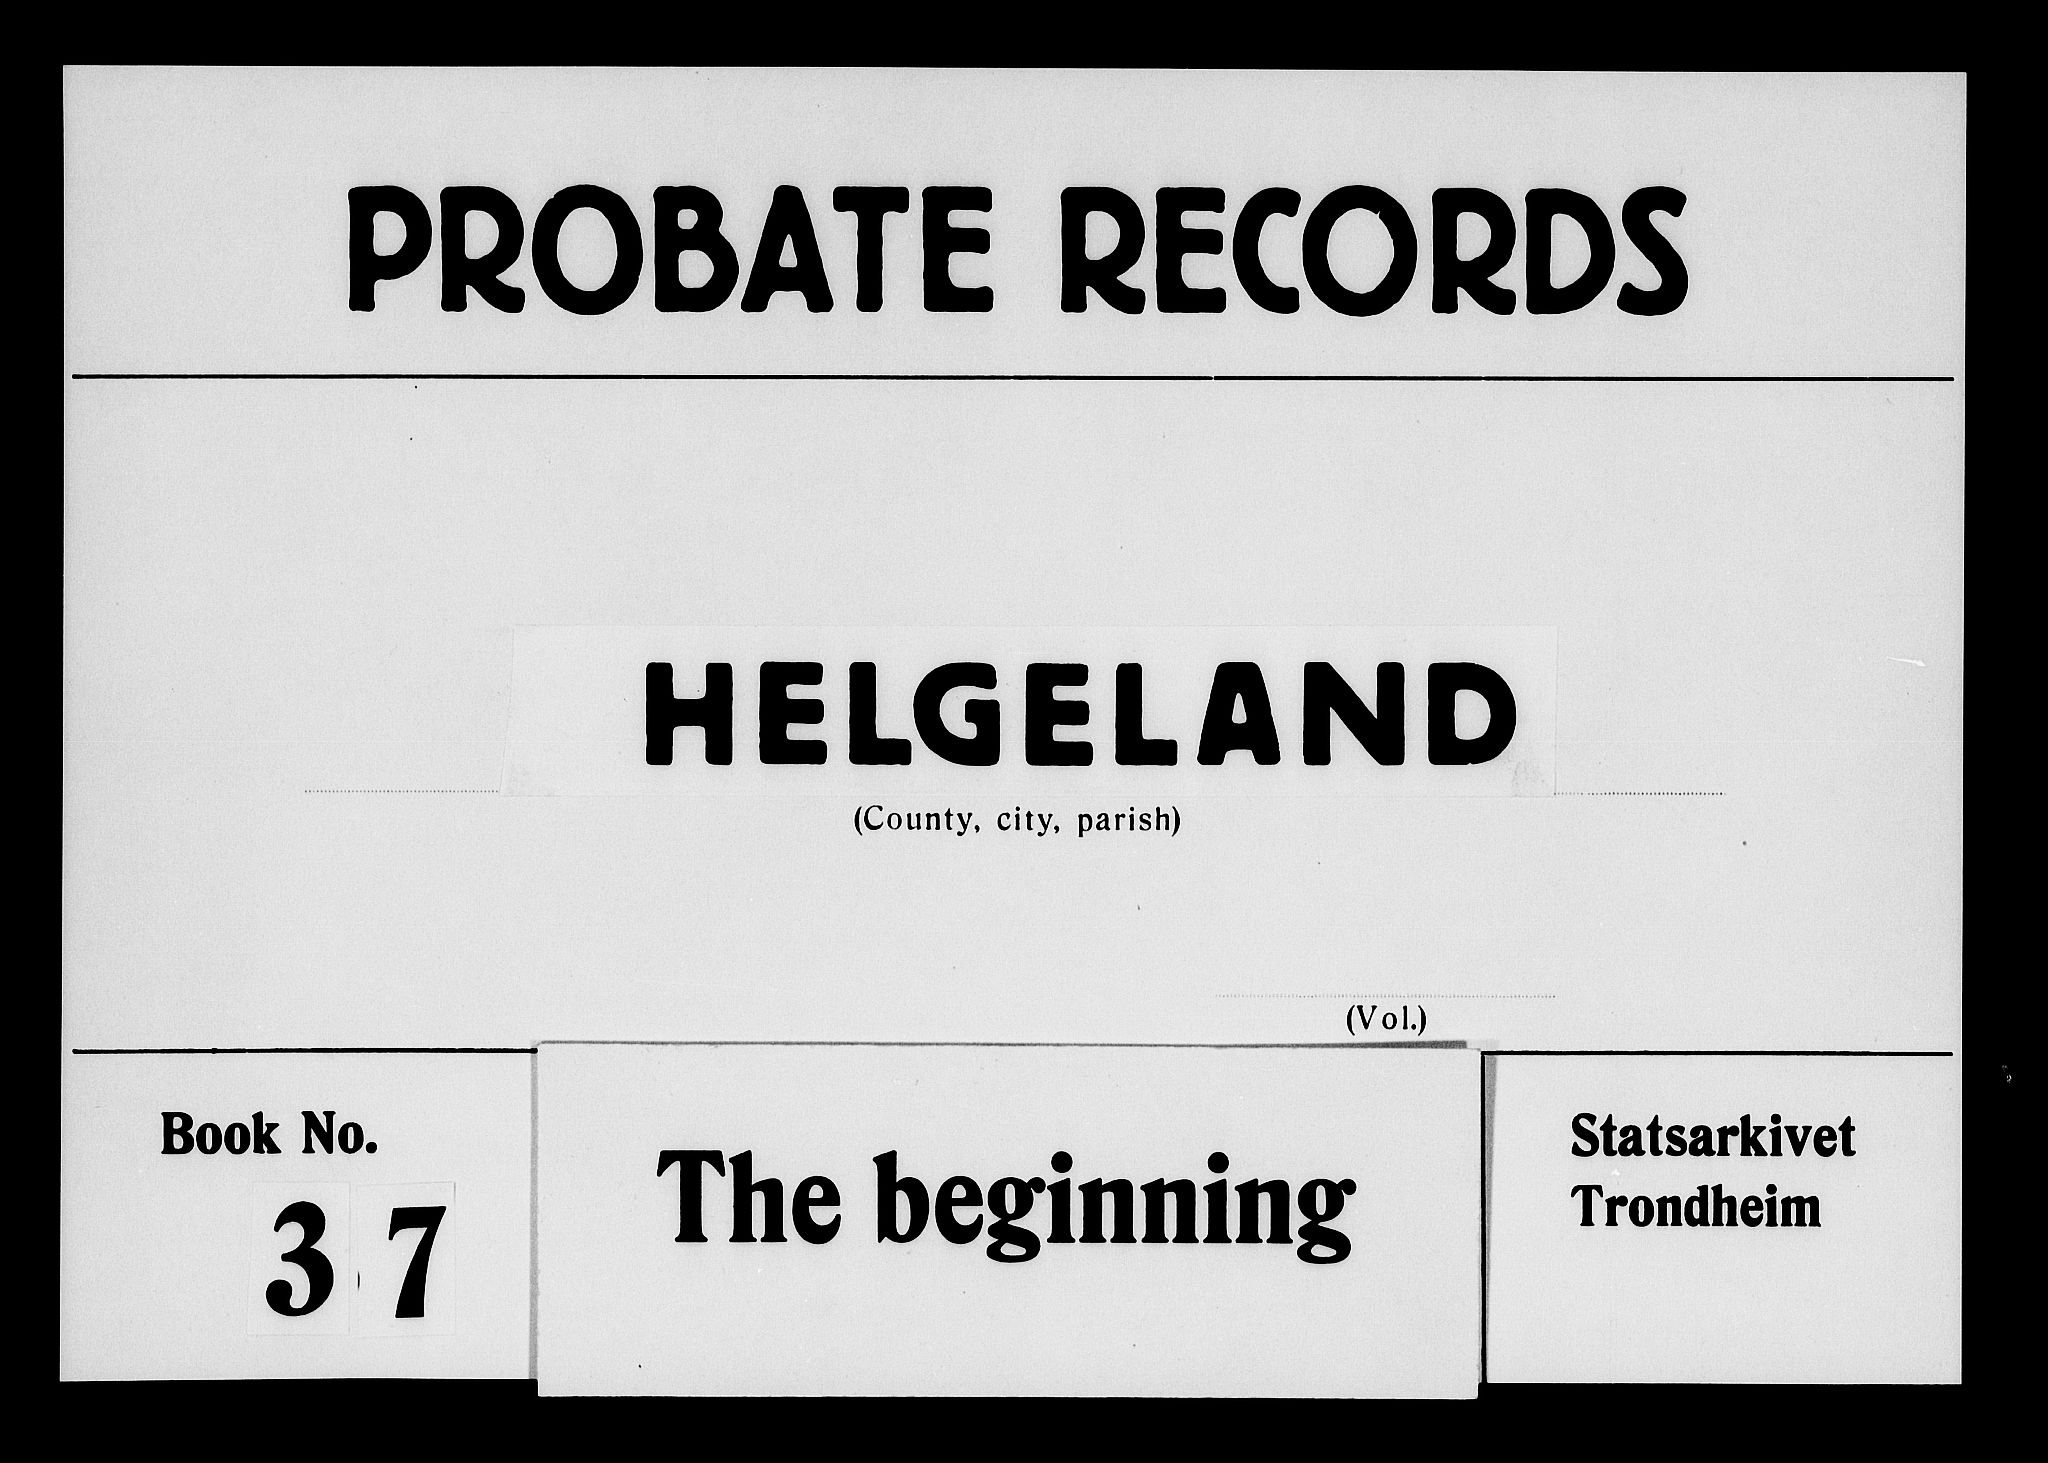 PROBATE RECORDS
HELGELAND
(County, city, parish)
(Vol.)
Book No.
37
The beginning
Statsarkivet
Trondheim